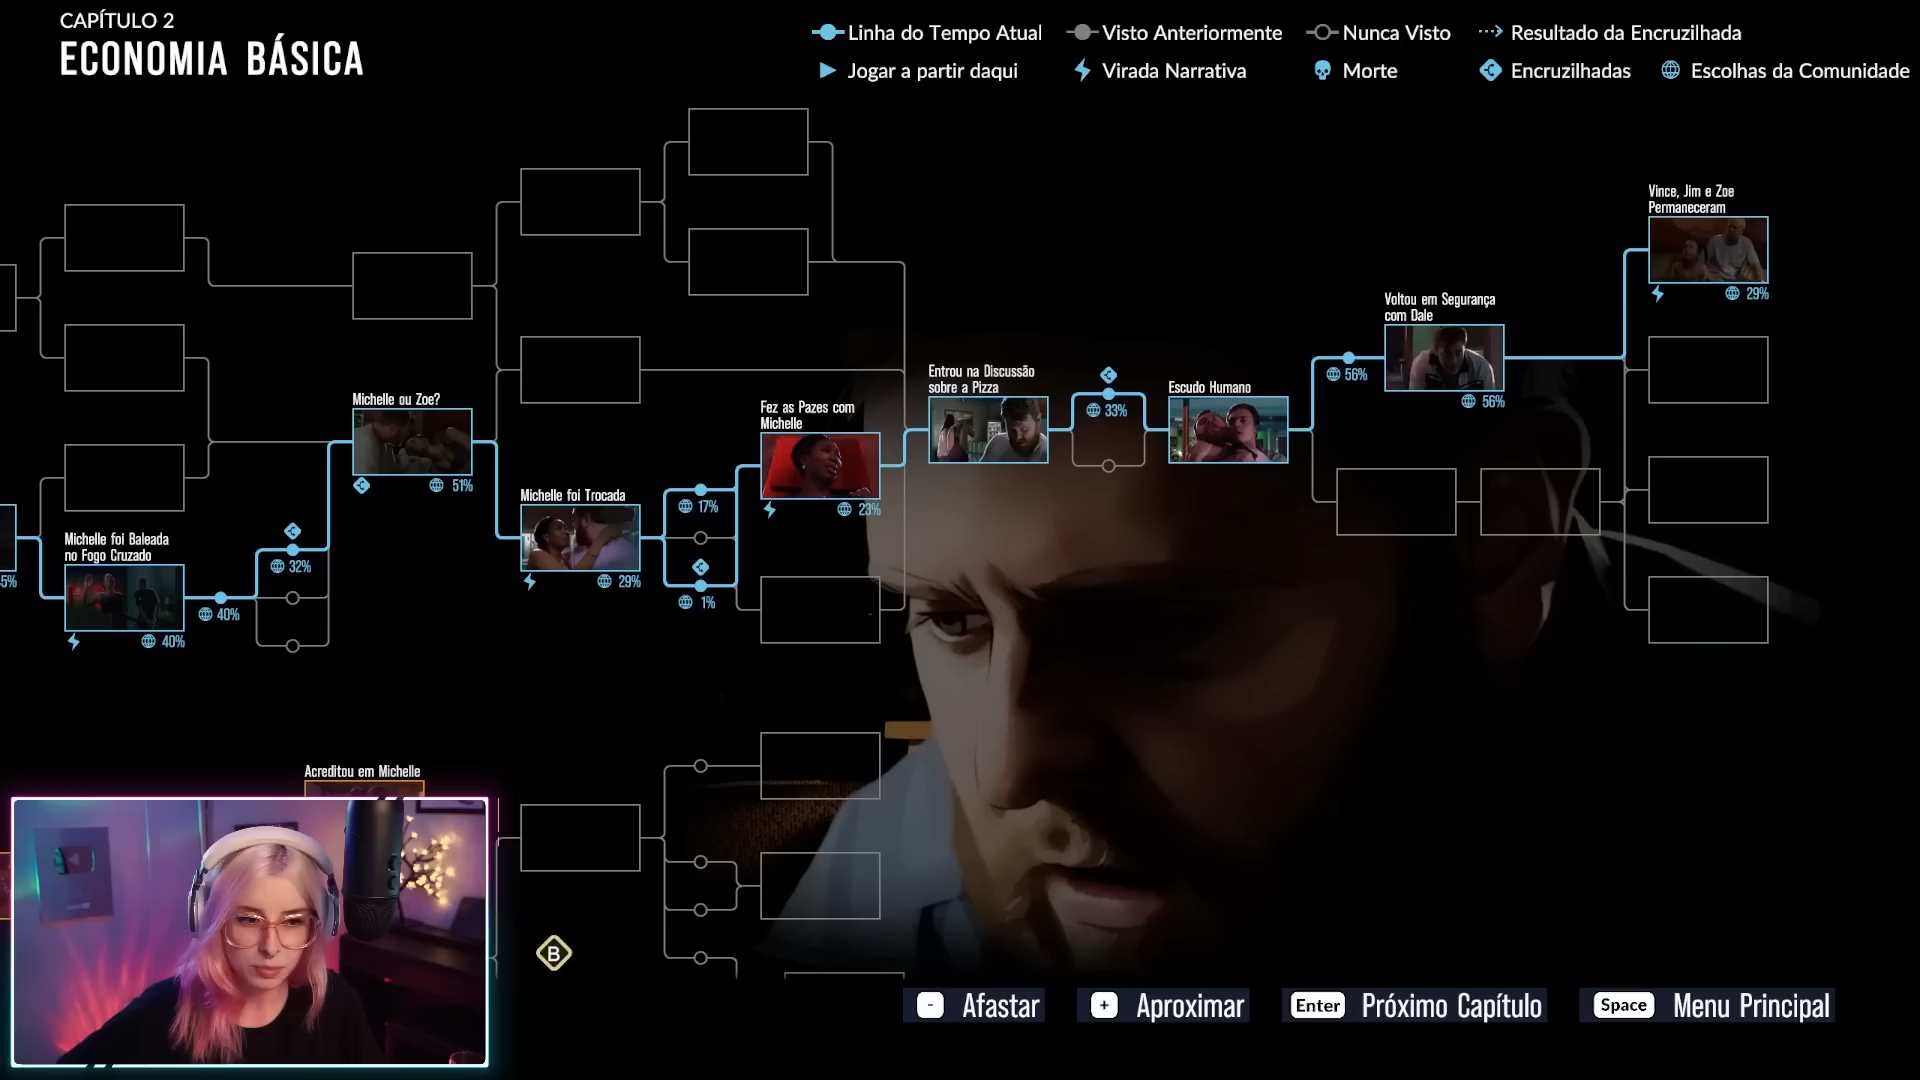 CAPÍTULO 2
ECONOMIA BÁSICA
Linha do Tempo Atual
Visto Anteriormente
Nunca Visto
Resultado da Encruzilhada
Jogar a partir daqui
Virada Narrativa
Morte
Encruzilhadas
Escolhas da Comunidade
Vince, Jim e Zoe
Permaneceram
29%
Voltou em Segurança
com Dale
56%
56%
Entrou na Discussão
sobre a Pizza
33%
Escudo Humano
Fez as Pazes com
Michelle
23%
Michelle ou Zoe?
51%
Michelle foi Trocada
29%
17%
1%
Michelle foi Baleada
no Fogo Cruzado
40%
40%
32%
5%
Acreditou em Michelle
B
- Afastar
+ Aproximar
Enter Próximo Capítulo
Space Menu Principal